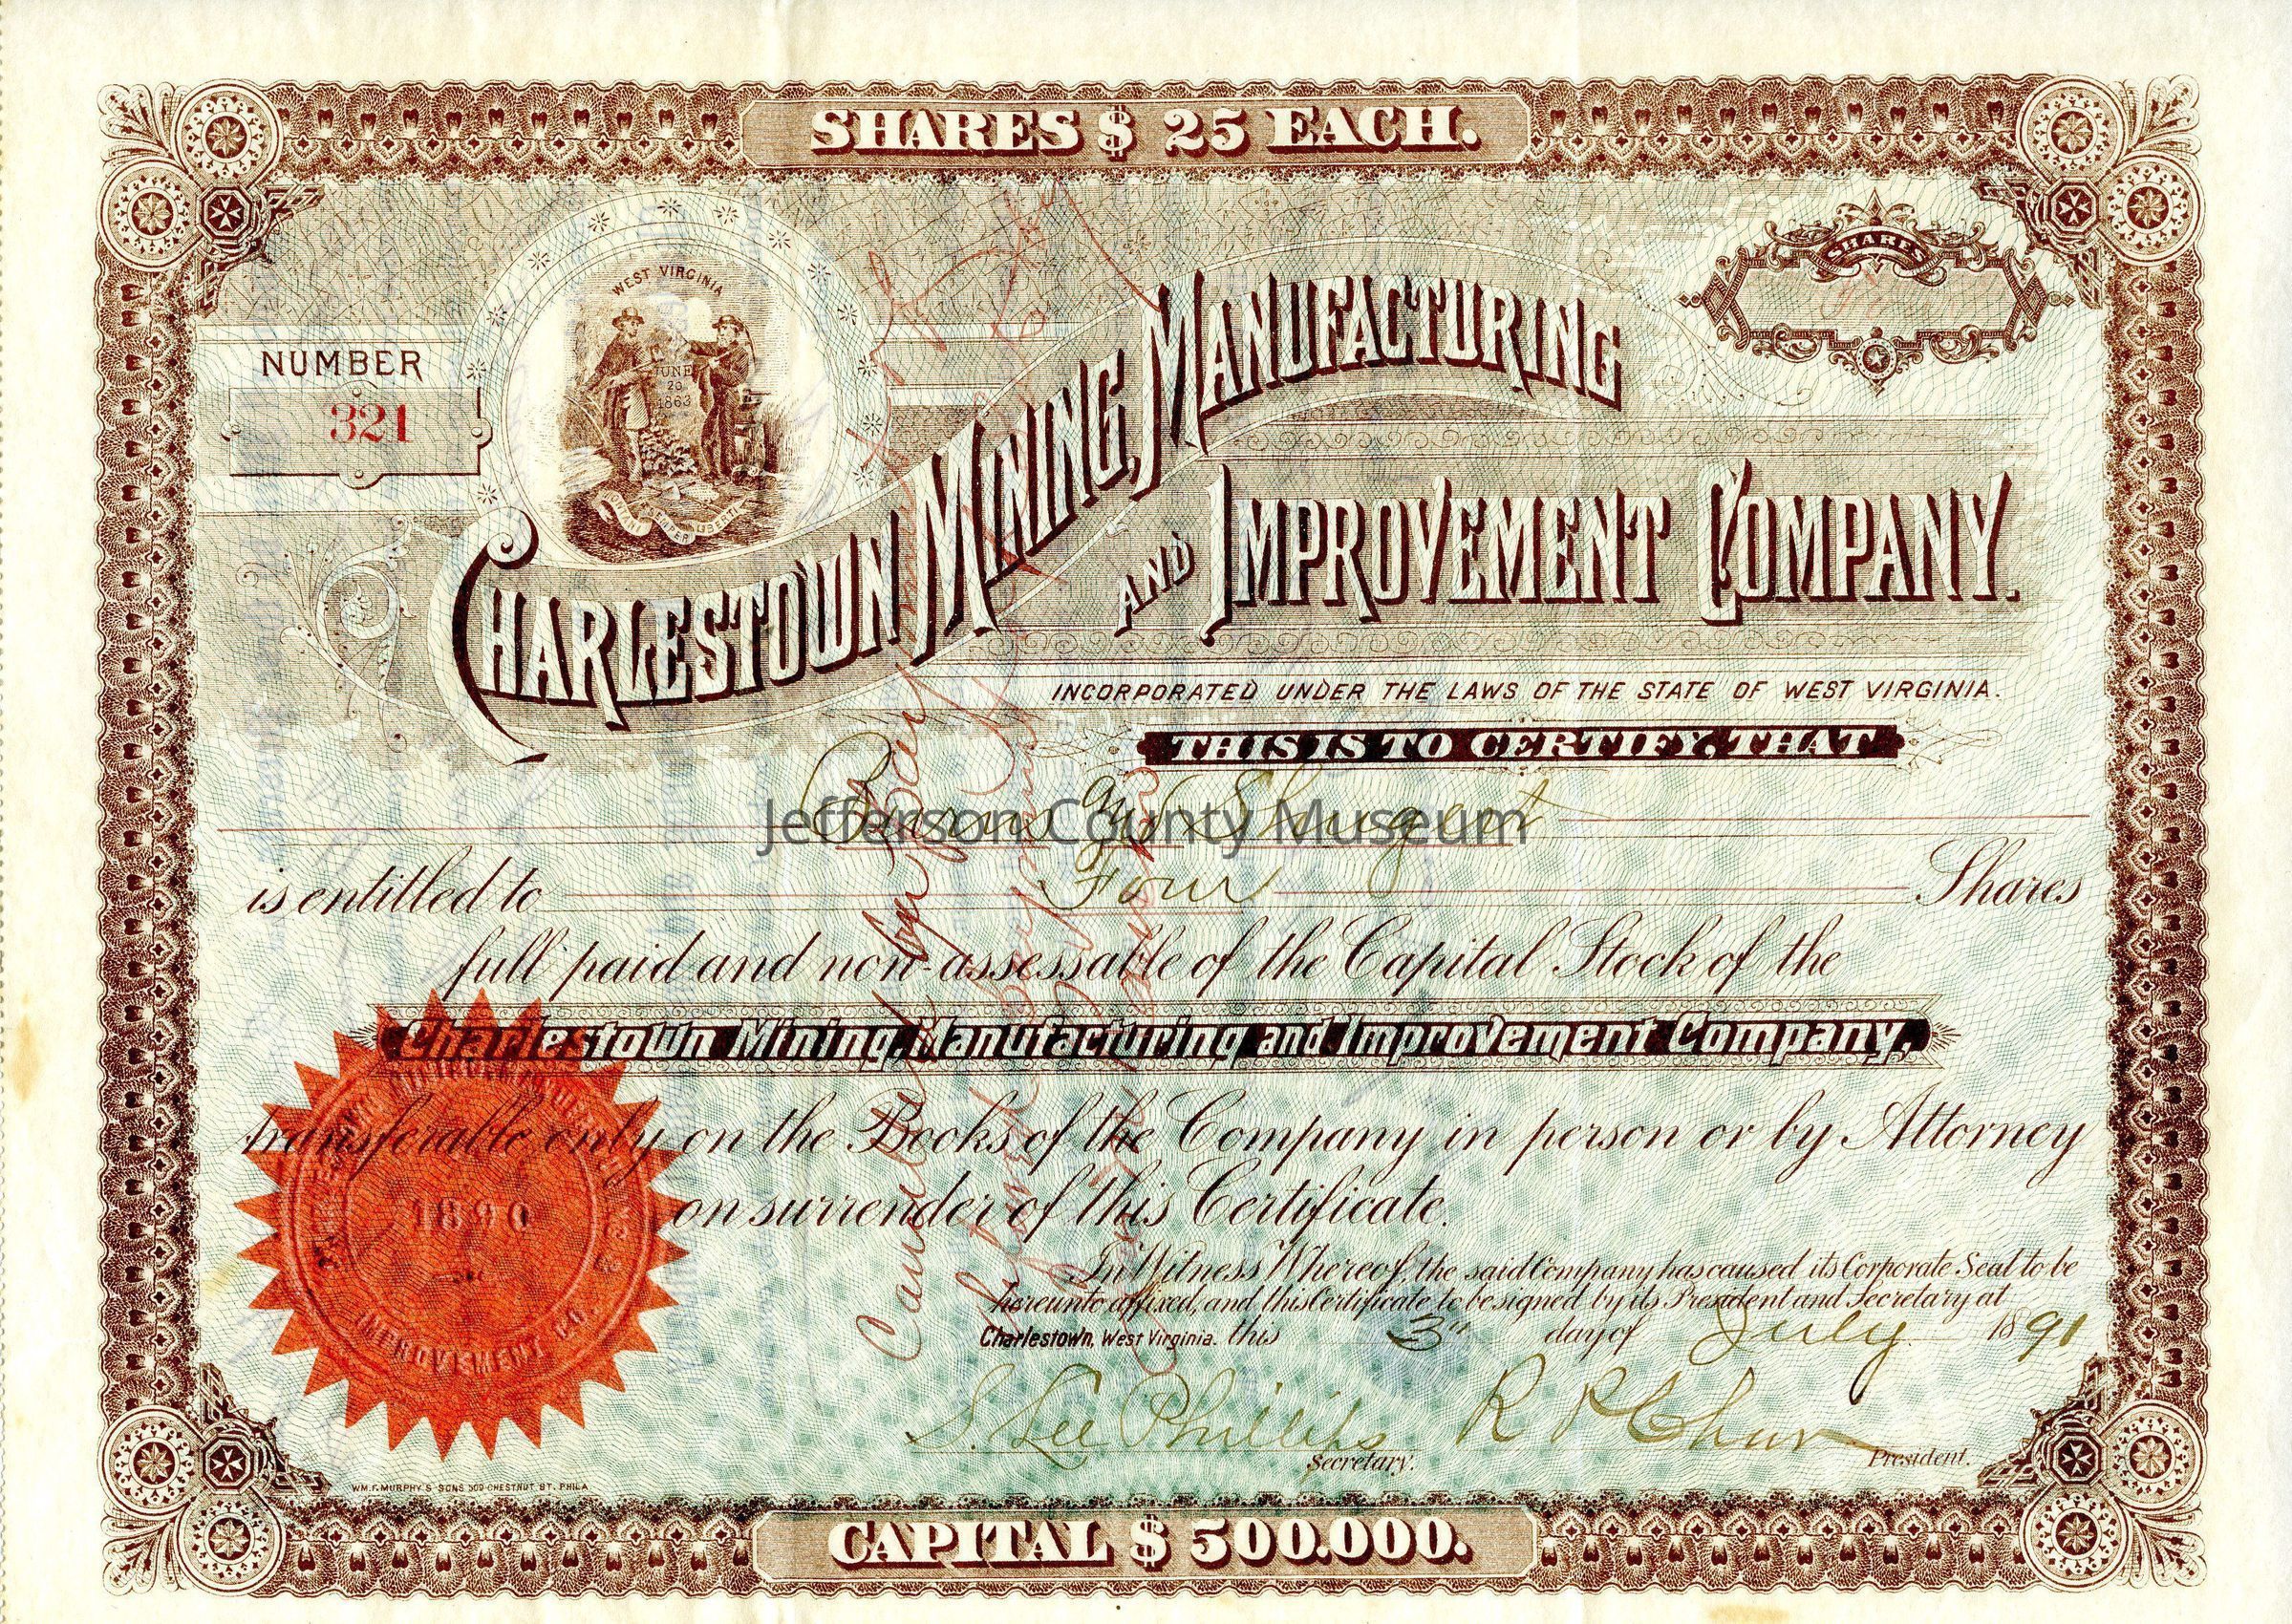 SHARES $ 25 EACH.
WEST VIRGINIA
JUNE
20
1863
MONTANI SEMPER LIBERI
SHARES
NUMBER
321
CHARLESTOWN MINING, MANUFACTURING
AND IMPROVEMENT COMPANY.
INCORPORATED UNDER THE LAWS OF THE STATE OF WEST VIRGINIA.
THIS IS TO CERTIFY, THAT
Shugert
Jefferson County Museum
is entitled to Four Shares
full paid and non-assessable of the Capital Stock of the
Charlestown Mining, Manufacturing and Improvement Company,
transferable only on the Books of the Company in person or by Attorney
on surrender of this Certificate.
1890
IMPROVEMENT CO.
In Witness Whereof, the said Company has caused its Corporate Seal to be
hereunto affixed, and this Certificate to be signed by its President and Secretary at
Charlestown, West Virginia. this 3" day of July 1891
S. Lee Phillips
Secretary.
R P Chew
President.
WM. F. MURPHY'S SONS 509 CHESTNUT ST. PHILA
CAPITAL $ 500.000.